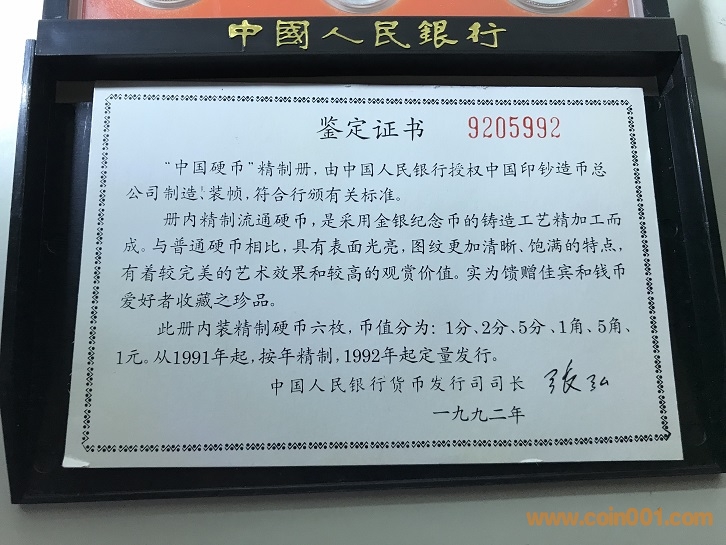 中國人民銀行
鉴定证书 9205992
“中国硬币”精制册，由中国人民银行授权中国印钞造币总
公司制造、装帧，符合行颁有关标准。
册内精制流通硬币，是采用金银纪念币的铸造工艺精加工而
成。与普通硬币相比，具有表面光亮，图纹更加清晰、饱满的特点，
有着较完美的艺术效果和较高的观赏价值。实为馈赠佳宾和钱币
爱好者收藏之珍品。
此册内装精制硬币六枚，币值分为：1分、2分、5分、1角、5角、
1元。从1991年起，按年精制，1992年起定量发行。
中国人民银行货币发行司司长 张弘
一九九二年
www.coin001.com